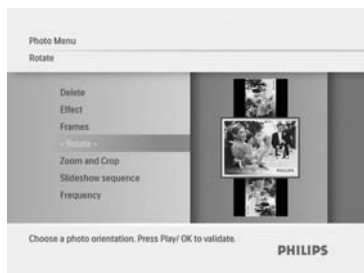 Photo Menu
Rotate
Delete
Effect
Frames
- Rotate -
Zoom and Crop
Slideshow sequence
Frequency
Choose a photo orientation. Press Play/ OK to validate.
PHILIPS